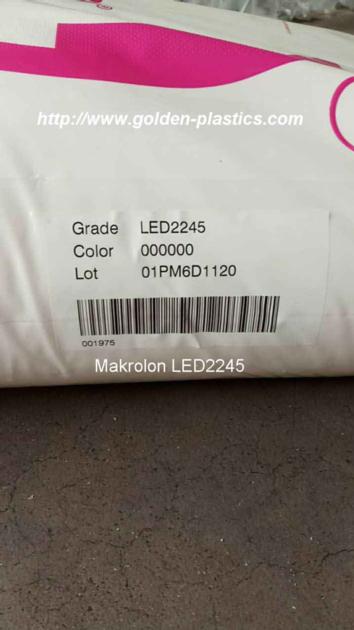 http://www.golden-plastics.com
Grade LED2245
Color 000000
Lot 01PM6D1120
001975
Makrolon LED2245